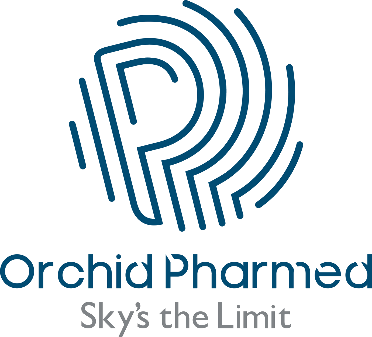 Orchid Pharmed
Sky's the Limit